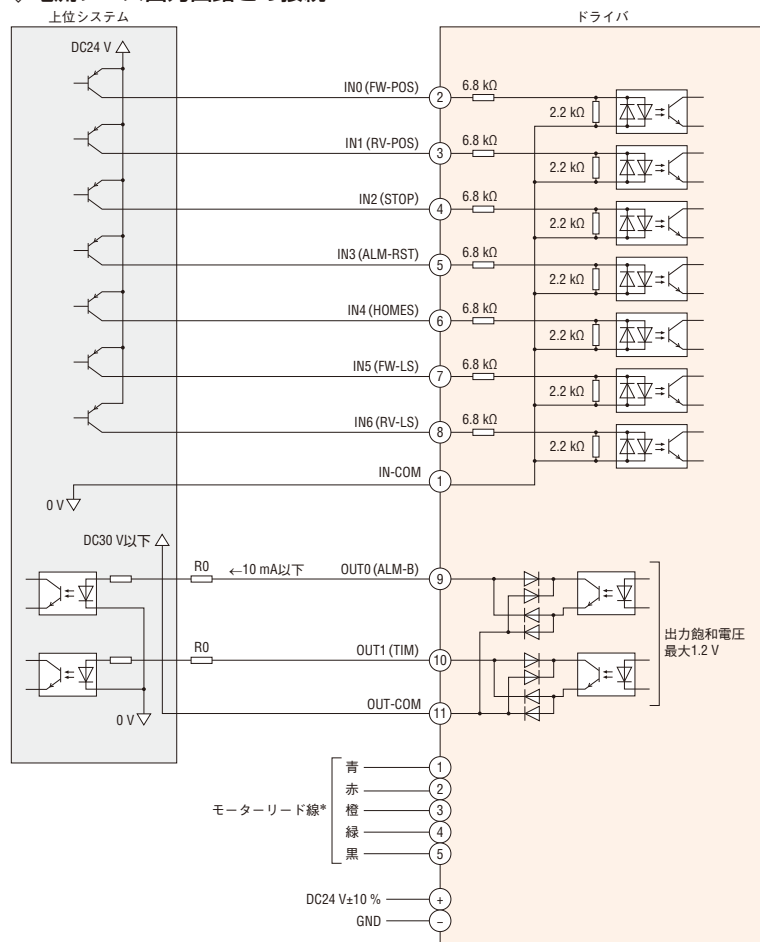 上位システム
ドライバ
DC24 V
IN0 (FW-POS)
2
6.8 kΩ
2.2 kΩ
IN1 (RV-POS)
3
6.8 kΩ
2.2 kΩ
IN2 (STOP)
4
6.8 kΩ
2.2 kΩ
IN3 (ALM-RST)
5
6.8 kΩ
2.2 kΩ
IN4 (HOMES)
6
6.8 kΩ
2.2 kΩ
IN5 (FW-LS)
7
6.8 kΩ
2.2 kΩ
IN6 (RV-LS)
8
6.8 kΩ
2.2 kΩ
IN-COM
1
0 V
DC30 V以下
R0
←10 mA以下
OUT0 (ALM-B)
9
出力飽和電圧
最大1.2 V
R0
OUT1 (TIM)
10
OUT-COM
11
0 V
モーターリード線*
青
1
赤
2
橙
3
緑
4
黒
5
DC24 V±10 %
+
GND
−